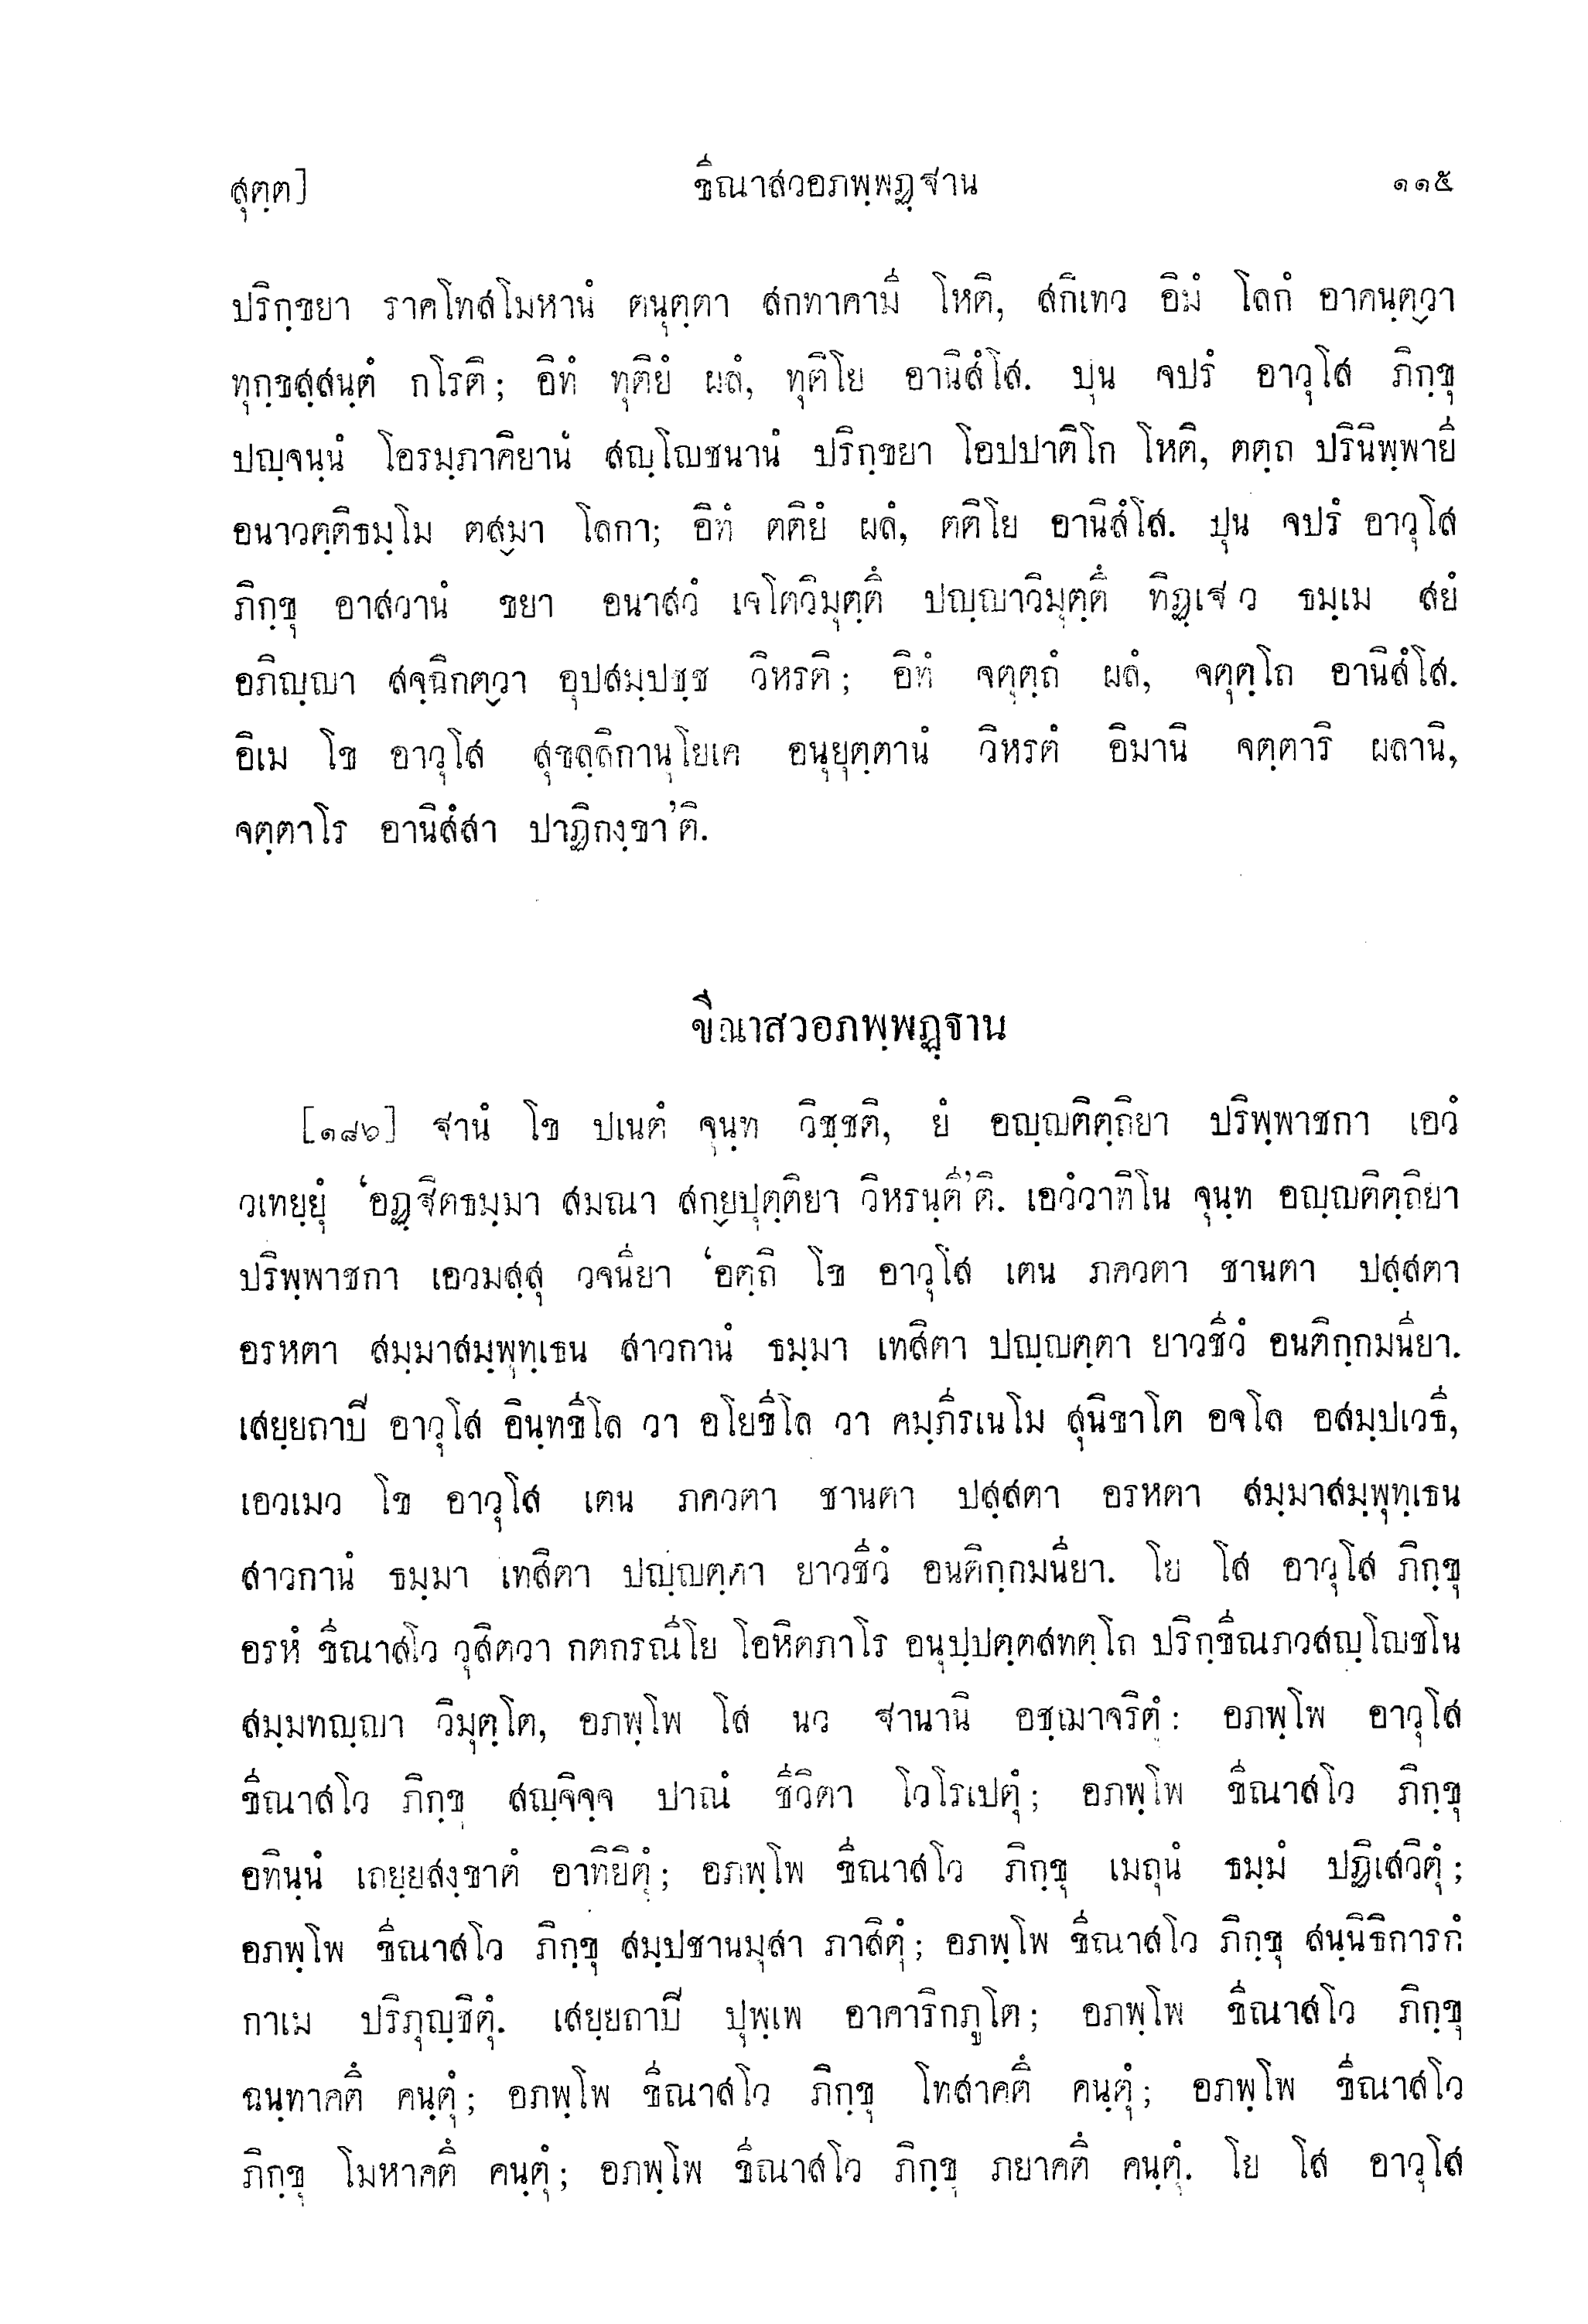 สุตฺต]
ขีณาสวอภพฺพฏฺฐาน
๑๑๕
ปริกฺขยา ราคโทสโมหานํ ตนุตฺตา สกทาคามี โหติ, สกึเทว อิมํ โลกํ อาคนฺตฺวา
ทุกฺขสฺสนฺตํ กโรติ; อิทํ ทุติยํ ผลํ, ทุติโย อานิสํโส. ปุน จปรํ อาวุโส ภิกฺขุ
ปญฺจนฺนํ โอรมฺภาคิยานํ สญฺโญชนานํ ปริกฺขยา โอปปาติโก โหติ, ตตฺถ ปรินิพฺพายี
อนาวตฺติธมฺโม ตสฺมา โลกา; อิทํ ตติยํ ผลํ, ตติโย อานิสํโส. ปุน จปรํ อาวุโส
ภิกฺขุ อาสวานํ ขยา อนาสวํ เจโตวิมุตฺตึ ปญฺญาวิมุตฺตึ ทิฏฺเฐว ธมฺเม สยํ
อภิญฺญา สจฺฉิกตฺวา อุปสมฺปชฺช วิหรติ; อิทํ จตุตฺถํ ผลํ, จตุตฺโถ อานิสํโส.
อิเม โข อาวุโส สุขลฺลิกานุโยเค อนุยุตฺตานํ วิหรตํ อิมานิ จตฺตาริ ผลานิ,
จตฺตาโร อานิสํสา ปาฏิกงฺขา’ติ.
ขีณาสวอภพฺพฏฺฐาน
[๑๘๖] ฐานํ โข ปเนตํ จุนฺท วิชฺชติ, ยํ อญฺญติตฺถิยา ปริพฺพาชกา เอวํ
วเทยฺยุํ ‘อฏฺฐิตธมฺมา สมณา สกฺยปุตฺติยา วิหรนฺตี’ติ. เอวํวาทิโน จุนฺท อญฺญติตฺถิยา
ปริพฺพาชกา เอวมสฺสุ วจนียา ‘อตฺถิ โข อาวุโส เตน ภควตา ชานตา ปสฺสตา
อรหตา สมฺมาสมฺพุทฺเธน สาวกานํ ธมฺมา เทสิตา ปญฺญตฺตา ยาวชีวํ อนติกฺกมนียา.
เสยฺยถาปี อาวุโส อินฺทขีโล วา อโยขีโล วา คมฺภีรเนโม สุนิขาโต อจโล อสมฺปเวธี,
เอวเมว โข อาวุโส เตน ภควตา ชานตา ปสฺสตา อรหตา สมฺมาสมฺพุทฺเธน
สาวกานํ ธมฺมา เทสิตา ปญฺญตฺตา ยาวชีวํ อนติกฺกมนียา. โย โส อาวุโส ภิกฺขุ
อรหํ ขีณาสโว วุสิตวา กตกรณีโย โอหิตภาโร อนุปฺปตฺตสทตฺโถ ปริกฺขีณภวสญฺโญชโน
สมฺมทญฺญา วิมุตฺโต, อภพฺโพ โส นว ฐานานิ อชฺฌาจริตุํ: อภพฺโพ อาวุโส
ขีณาสโว ภิกฺขุ สญฺจิจฺจ ปาณํ ชีวิตา โวโรเปตุํ; อภพฺโพ ขีณาสโว ภิกฺขุ
อทินฺนํ เถยฺยสงฺขาตํ อาทิยิตุํ; อภพฺโพ ขีณาสโว ภิกฺขุ เมถุนํ ธมฺมํ ปฏิเสวิตุํ;
อภพฺโพ ขีณาสโว ภิกฺขุ สมฺปชานมุสา ภาสิตุํ; อภพฺโพ ขีณาสโว ภิกฺขุ สนฺนิธิการกํ
กาเม ปริภุญฺชิตุํ. เสยฺยถาปี ปุพฺเพ อาคาริกภูโต; อภพฺโพ ขีณาสโว ภิกฺขุ
ฉนฺทาคตึ คนฺตุํ; อภพฺโพ ขีณาสโว ภิกฺขุ โทสาคตึ คนฺตุํ; อภพฺโพ ขีณาสโว
ภิกฺขุ โมหาคตึ คนฺตุํ; อภพฺโพ ขีณาสโว ภิกฺขุ ภยาคตึ คนฺตุํ. โย โส อาวุโส